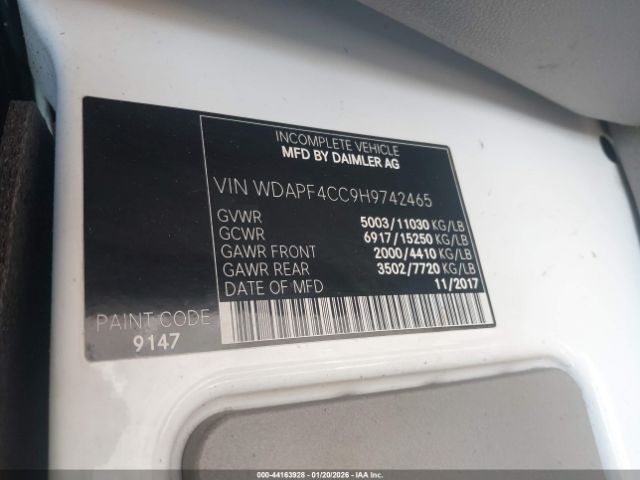 INCOMPLETE VEHICLE
MFD BY DAIMLER AG
VIN WDAPF4CC9H9742465
GVWR 5003/11030 KG/LB
GCWR 6917/15250 KG/LB
GAWR FRONT 2000/4410 KG/LB
GAWR REAR 3502/7720 KG/LB
DATE OF MFD 11/2017
PAINT CODE
9147
000-44163928 - 01/20/2026 - IAA Inc.